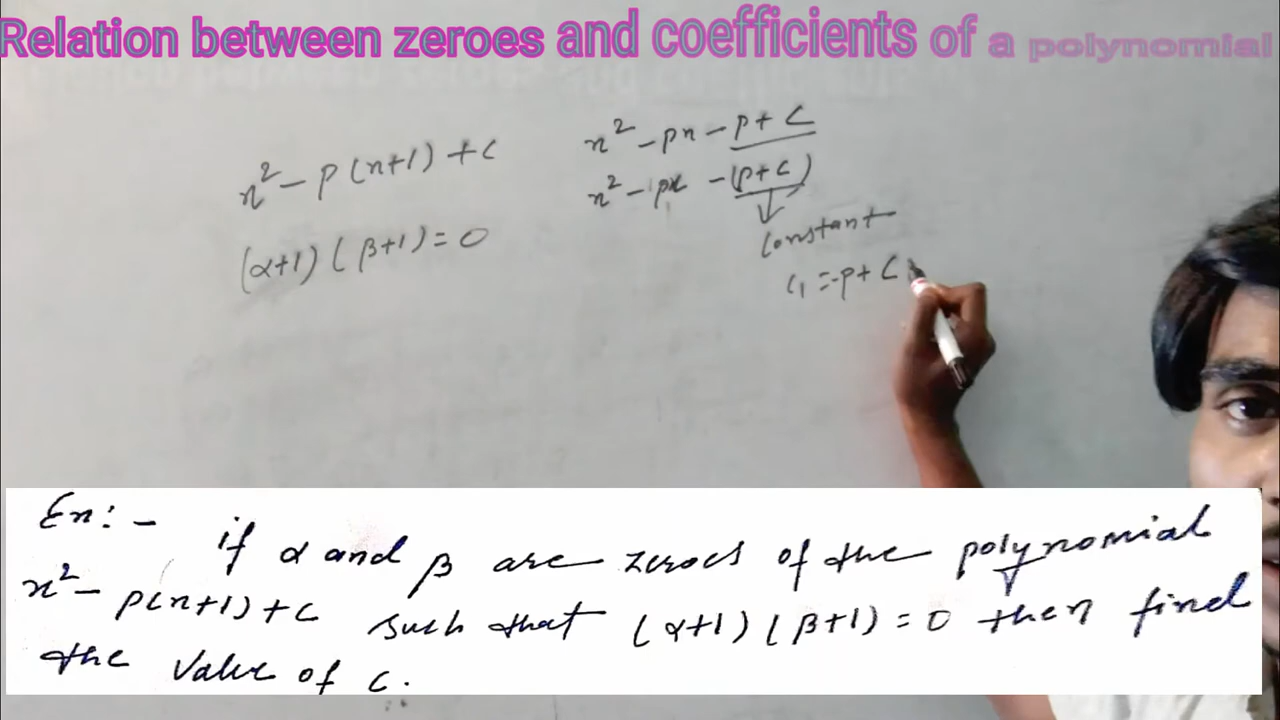 Relation between zeroes and coefficients of a polynomial
x² - p(x+1) + c
(α+1)(β+1) = 0
x² - px - p + c
x² - px - (p + c)
Constant
c₁ = -p + c
Ex:- if α and β are zeroes of the polynomial
x² - p(x+1) + c such that (α+1)(β+1) = 0 then find
the value of c.